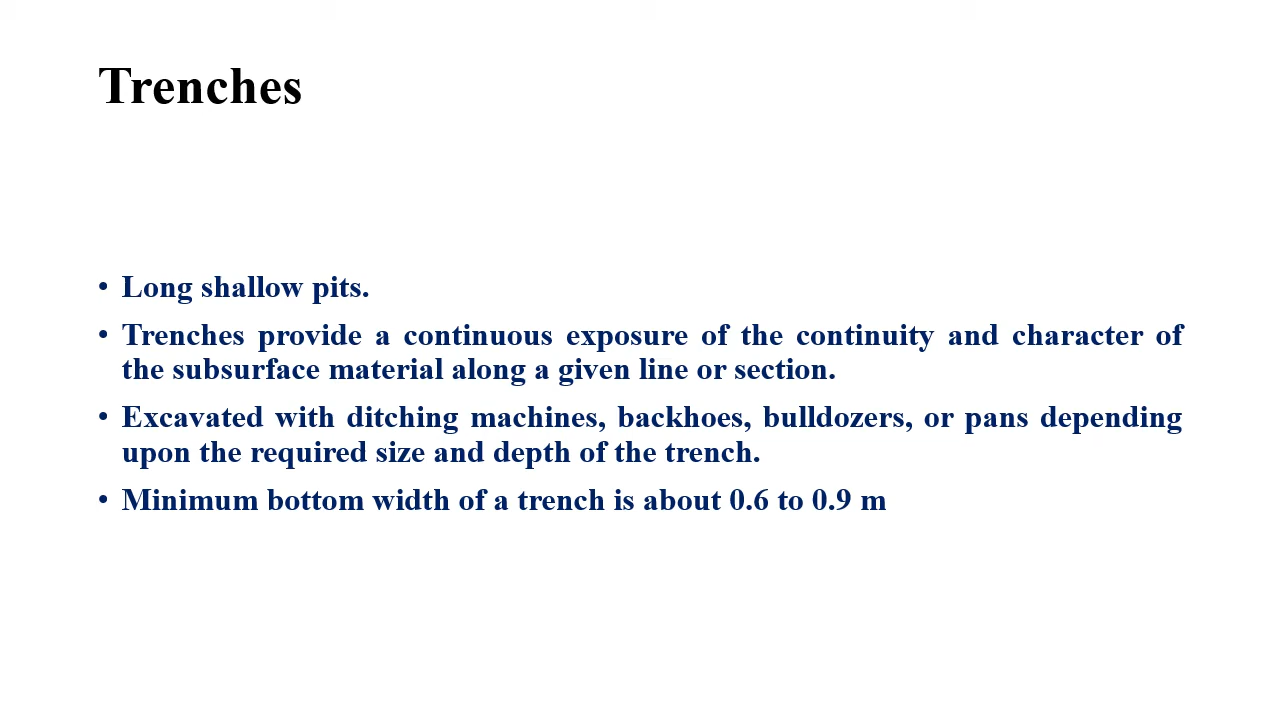 Trenches
• Long shallow pits.
• Trenches provide a continuous exposure of the continuity and character of
the subsurface material along a given line or section.
• Excavated with ditching machines, backhoes, bulldozers, or pans depending
upon the required size and depth of the trench.
• Minimum bottom width of a trench is about 0.6 to 0.9 m